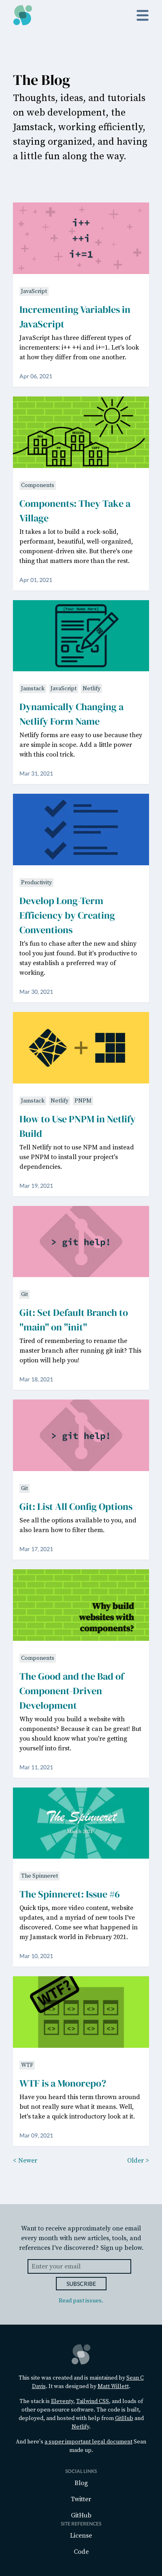 The Blog
Thoughts, ideas, and tutorials
on web development, the
Jamstack, working efficiently,
staying organized, and having
a little fun along the way.
i++
++i
i+=1
JavaScript
Incrementing Variables in
JavaScript
JavaScript has three different types of
incrementers: i++ ++i and i+=1. Let's look
at how they differ from one another.
Apr 06, 2021
Components
Components: They Take a
Village
It takes a lot to build a rock-solid,
performant, beautiful, well-organized,
component-driven site. But there's one
thing that matters more than the rest.
Apr 01, 2021
{Your Name Here}
Jamstack JavaScript Netlify
Dynamically Changing a
Netlify Form Name
Netlify forms are easy to use because they
are simple in scope. Add a little power
with this cool trick.
Mar 31, 2021
Productivity
Develop Long-Term
Efficiency by Creating
Conventions
It's fun to chase after the new and shiny
tool you just found. But it's productive to
stay establish a preferred way of
working.
Mar 30, 2021
Jamstack Netlify PNPM
How to Use PNPM in Netlify
Build
Tell Netlify not to use NPM and instead
use PNPM to install your project's
dependencies.
Mar 19, 2021
> git help!
Git
Git: Set Default Branch to
"main" on "init"
Tired of remembering to rename the
master branch after running git init? This
option will help you!
Mar 18, 2021
> git help!
Git
Git: List All Config Options
See all the options available to you, and
also learn how to filter them.
Mar 17, 2021
Why build
websites with
components?
Components
The Good and the Bad of
Component-Driven
Development
Why would you build a website with
components? Because it can be great! But
you should know what you're getting
yourself into first.
Mar 11, 2021
The Spinneret
The Spinneret
The Spinneret: Issue #6
Quick tips, more video content, website
updates, and a myriad of new tools I've
discovered. Come see what happened in
my Jamstack world in February 2021.
Mar 10, 2021
WTF?
WTF
WTF is a Monorepo?
Have you heard this term thrown around
but not really sure what it means. Well,
let's take a quick introductory look at it.
Mar 09, 2021
< Newer
Older >
Want to receive approximately one email
every month with new articles, tools, and
references I've discovered? Sign up below.
Enter your email
SUBSCRIBE
Read past issues.
This site was created and is maintained by Sean C
Davis. It was designed by Matt Willett.
The stack is Eleventy, Tailwind CSS, and loads of
other open source software. The code is built,
deployed, and hosted with help from GitHub and
Netlify.
And here's a super important legal document Sean
made up.
SOCIAL LINKS
Blog
Twitter
GitHub
SITE REFERENCES
License
Code